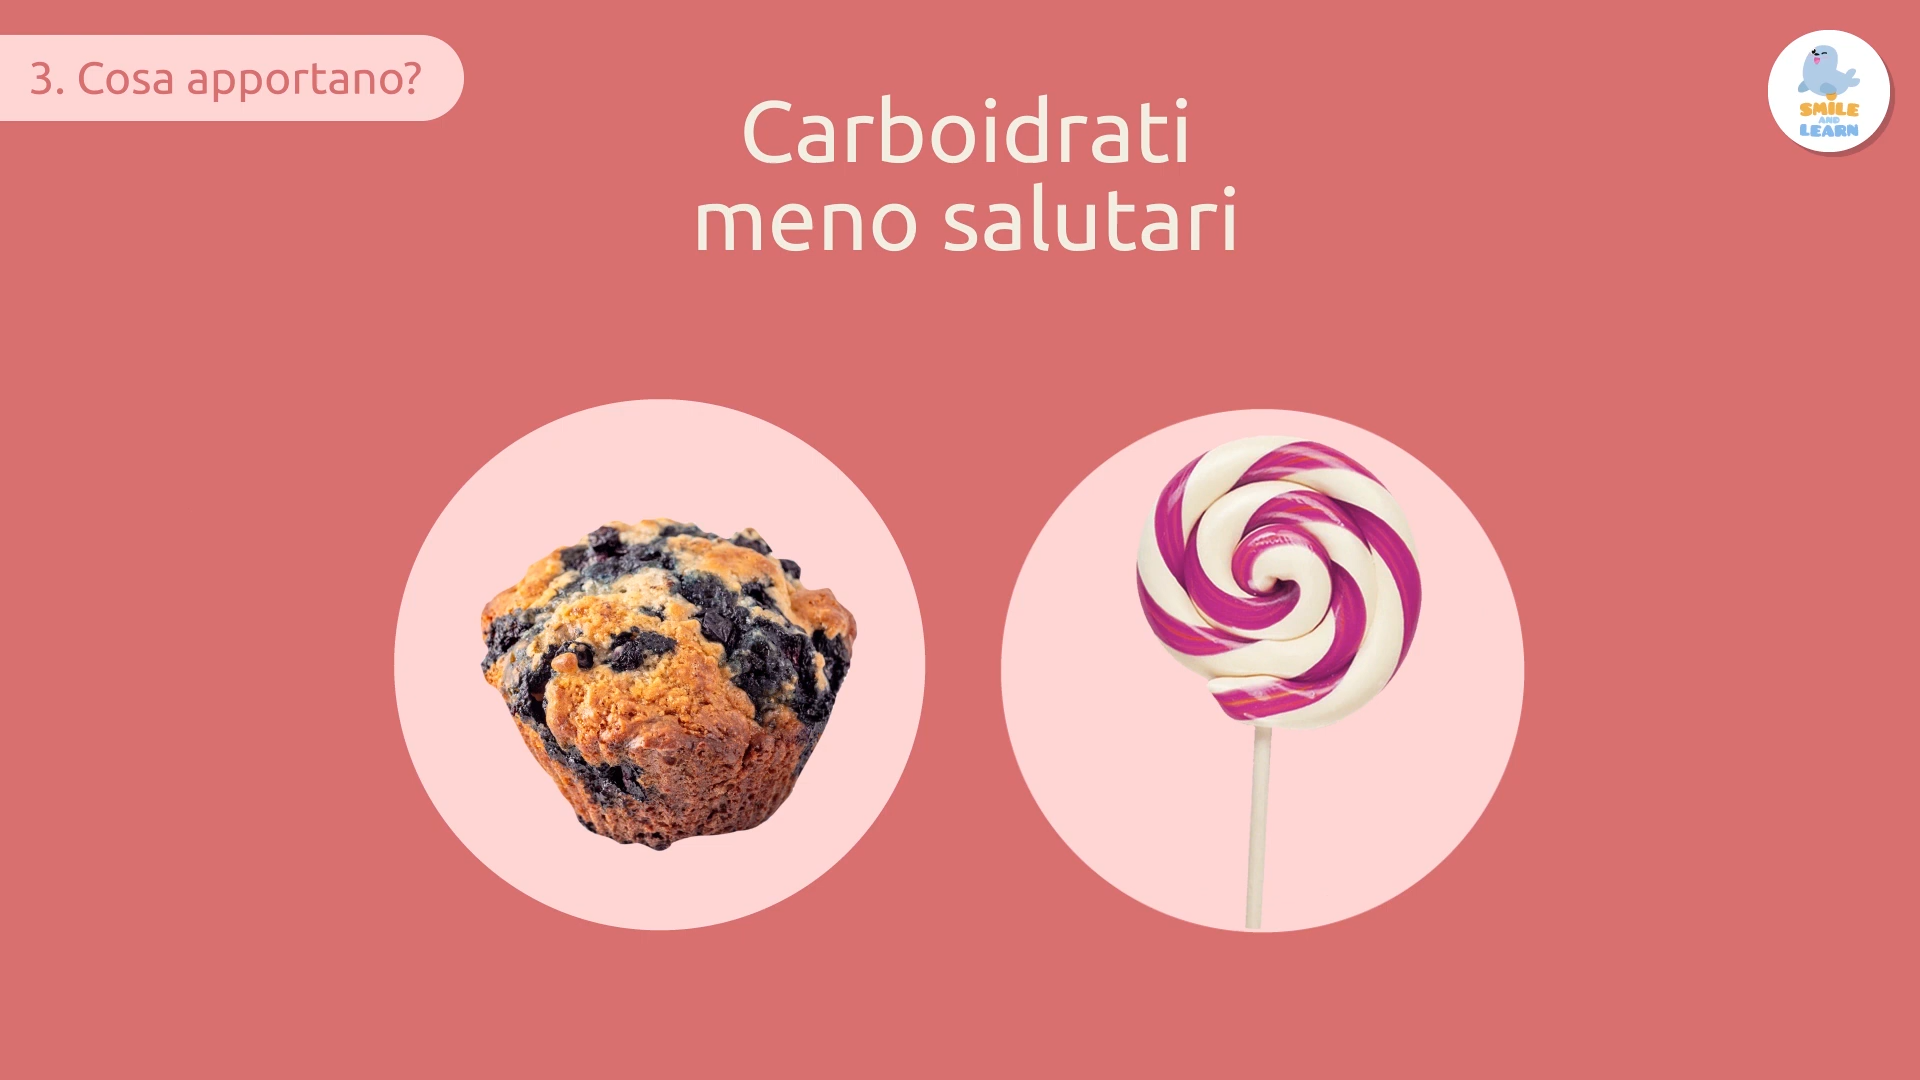 3. Cosa apportano?
Carboidrati
meno salutari
SMILE
AND
LEARN